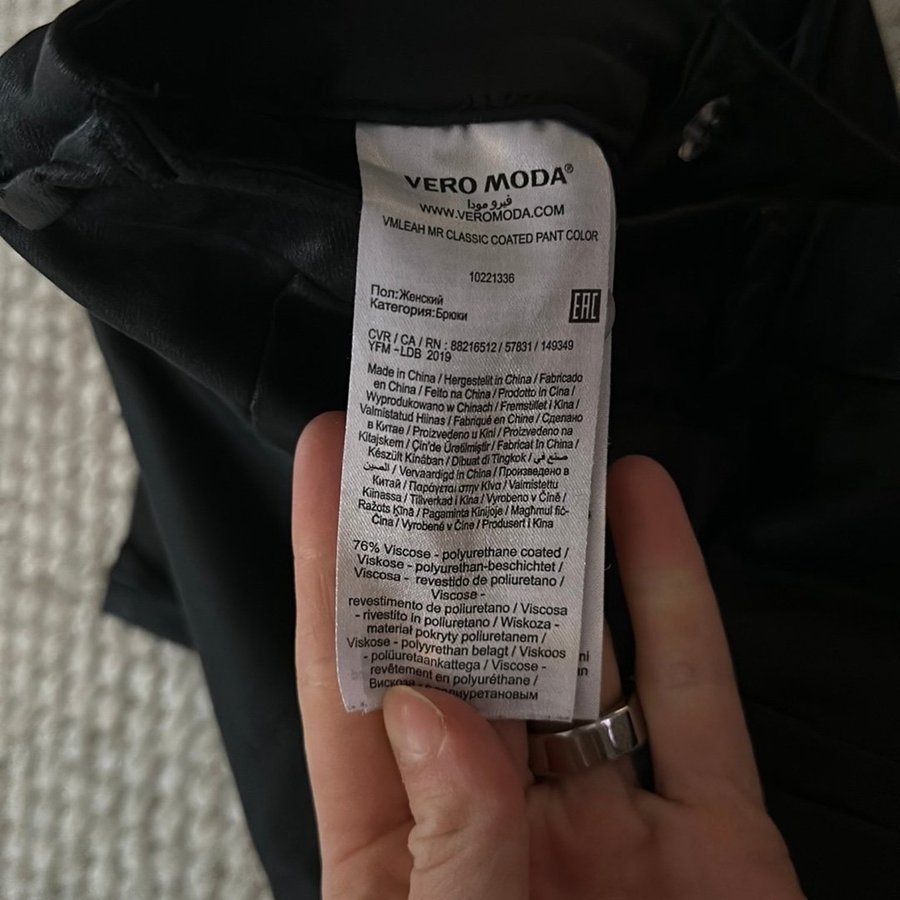 VERO MODA®
فيرو مودا
WWW.VEROMODA.COM
VMLEAH MR CLASSIC COATED PANT COLOR
10221336
Пол:Женский
Категория:Брюки
EAC
CVR / CA / RN : 88216512 / 57831 / 149349
YFM - LDB 2019
Made in China / Hergestellt in China / Fabricado
en China / Feito na China / Prodotto in Cina /
Wyprodukowano w Chinach / Fremstillet i Kina /
Valmistatud Hiinas / Fabriqué en Chine / Сделано
в Китае / Proizvedeno u Kini / Proizvedeno na
Kitajskem / Çin'de Üretilmiştir / Fabricat în China /
Készült Kínában / Dibuat di Tingkok / صنع في
الصين / Vervaardigd in China / Произведено в
Китай / Παράγεται στην Κίνα / Valmistettu
Kiinassa / Tillverkad i Kina / Vyrobeno v Číně /
Ražots Ķīnā / Pagaminta Kinijoje / Maghmul fiċ-
Ċina / Vyrobené v Číne / Produsert i Kina
76% Viscose - polyurethane coated /
Viskose - polyurethan-beschichtet /
Viscosa - revestido de poliuretano /
Viscose -
revestimento de poliuretano / Viscosa
- rivestito in poliuretano / Wiskoza -
materiał pokryty poliuretanem /
Viskose - polyyrethan belagt / Viskoos
- polüuretaankattega / Viscose -
revêtement en polyuréthane /